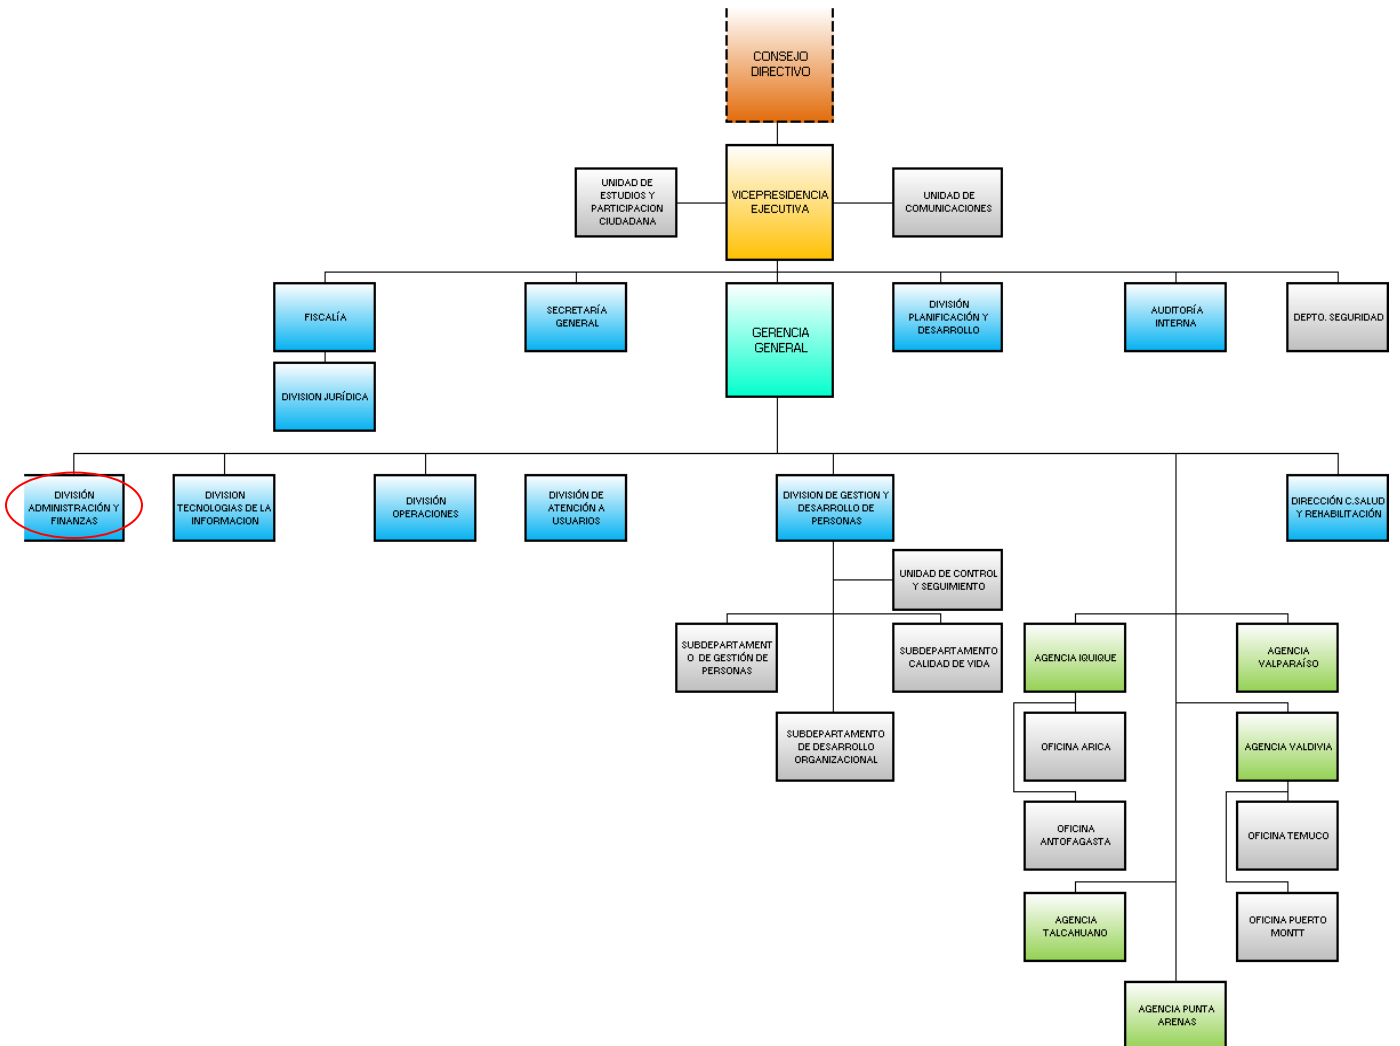 CONSEJO
DIRECTIVO
UNIDAD DE
ESTUDIOS Y
PARTICIPACION
CIUDADANA
VICEPRESIDENCIA
EJECUTIVA
UNIDAD DE
COMUNICACIONES
FISCALÍA
SECRETARÍA
GENERAL
GERENCIA
GENERAL
DIVISIÓN
PLANIFICACIÓN Y
DESARROLLO
AUDITORÍA
INTERNA
DEPTO. SEGURIDAD
DIVISION JURÍDICA
DIVISIÓN
ADMINISTRACIÓN Y
FINANZAS
DIVISION
TECNOLOGIAS DE LA
INFORMACION
DIVISIÓN
OPERACIONES
DIVISIÓN DE
ATENCIÓN A
USUARIOS
DIVISION DE GESTION Y
DESARROLLO DE
PERSONAS
DIRECCIÓN C.SALUD
Y REHABILITACIÓN
UNIDAD DE CONTROL
Y SEGUIMIENTO
SUBDEPARTAMENT
O DE GESTIÓN DE
PERSONAS
SUBDEPARTAMENTO
CALIDAD DE VIDA
AGENCIA IQUIQUE
AGENCIA
VALPARAÍSO
SUBDEPARTAMENTO
DE DESARROLLO
ORGANIZACIONAL
OFICINA ARICA
AGENCIA VALDIVIA
OFICINA
ANTOFAGASTA
OFICINA TEMUCO
AGENCIA
TALCAHUANO
OFICINA PUERTO
MONTT
AGENCIA PUNTA
ARENAS